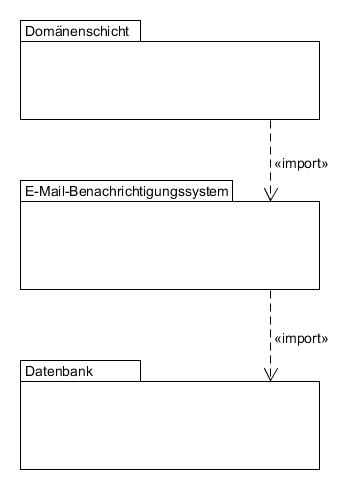 Domänenschicht
«import»
E-Mail-Benachrichtigungssystem
«import»
Datenbank